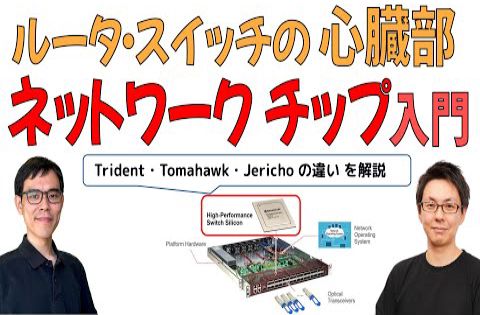 ルータ・スイッチの 心臓部
ネットワーク チップ入門
Trident・Tomahawk・Jericho の違い を解説
High-Performance
Switch Silicon
Platform Hardware
Network
Operating
System
Optical
Transceivers